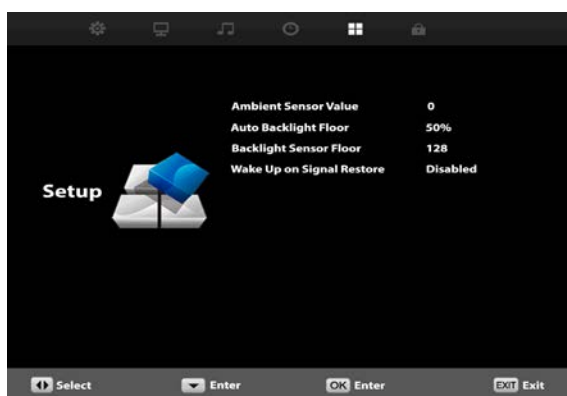 Ambient Sensor Value 0
Auto Backlight Floor 50%
Backlight Sensor Floor 128
Wake Up on Signal Restore Disabled
Setup
Select Enter OK Enter EXIT Exit